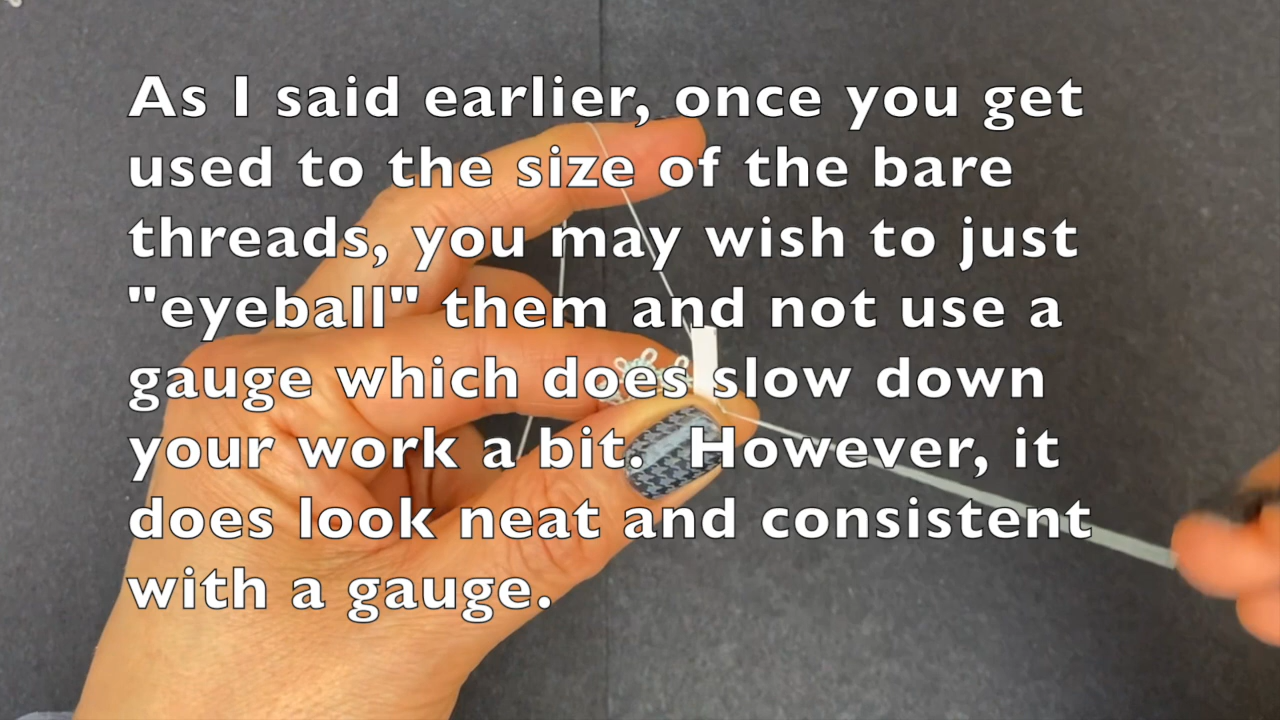 As I said earlier, once you get
used to the size of the bare
threads, you may wish to just
"eyeball" them and not use a
gauge which does slow down
your work a bit.  However, it
does look neat and consistent
with a gauge.